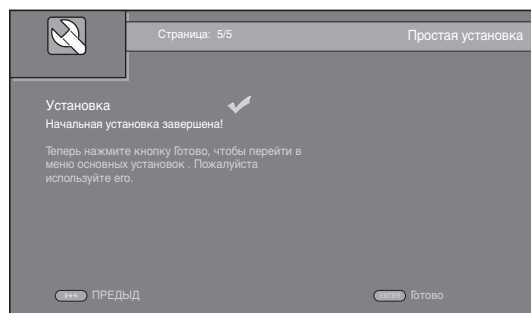 Страница: 5/5
Простая установка
Установка
Начальная установка завершена!
Теперь нажмите кнопку Готово, чтобы перейти в
меню основных установок . Пожалуйста
используйте его.
ПРЕДЫД
ENTER Готово